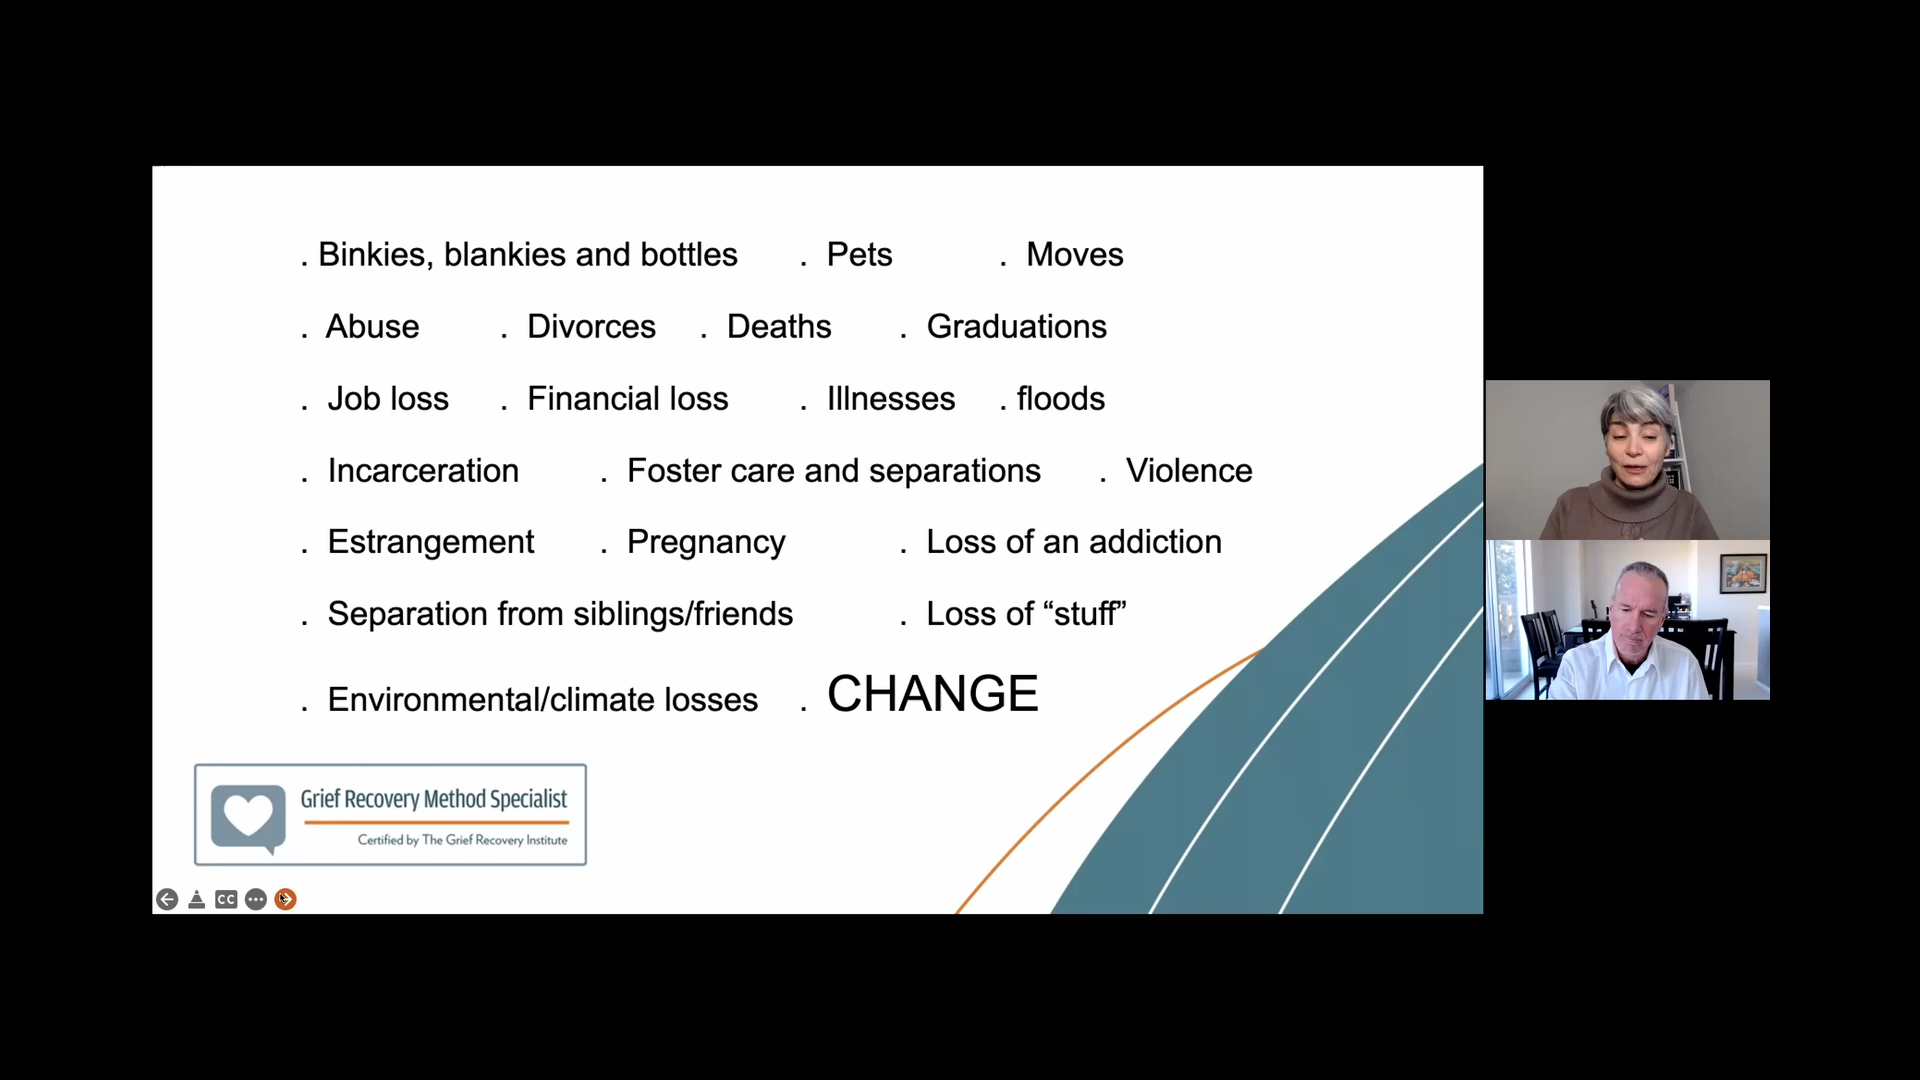 . Binkies, blankies and bottles . Pets . Moves
. Abuse . Divorces . Deaths . Graduations
. Job loss . Financial loss . Illnesses . floods
. Incarceration . Foster care and separations . Violence
. Estrangement . Pregnancy . Loss of an addiction
. Separation from siblings/friends . Loss of “stuff”
. Environmental/climate losses . CHANGE
Grief Recovery Method Specialist
Certified by The Grief Recovery Institute
CC